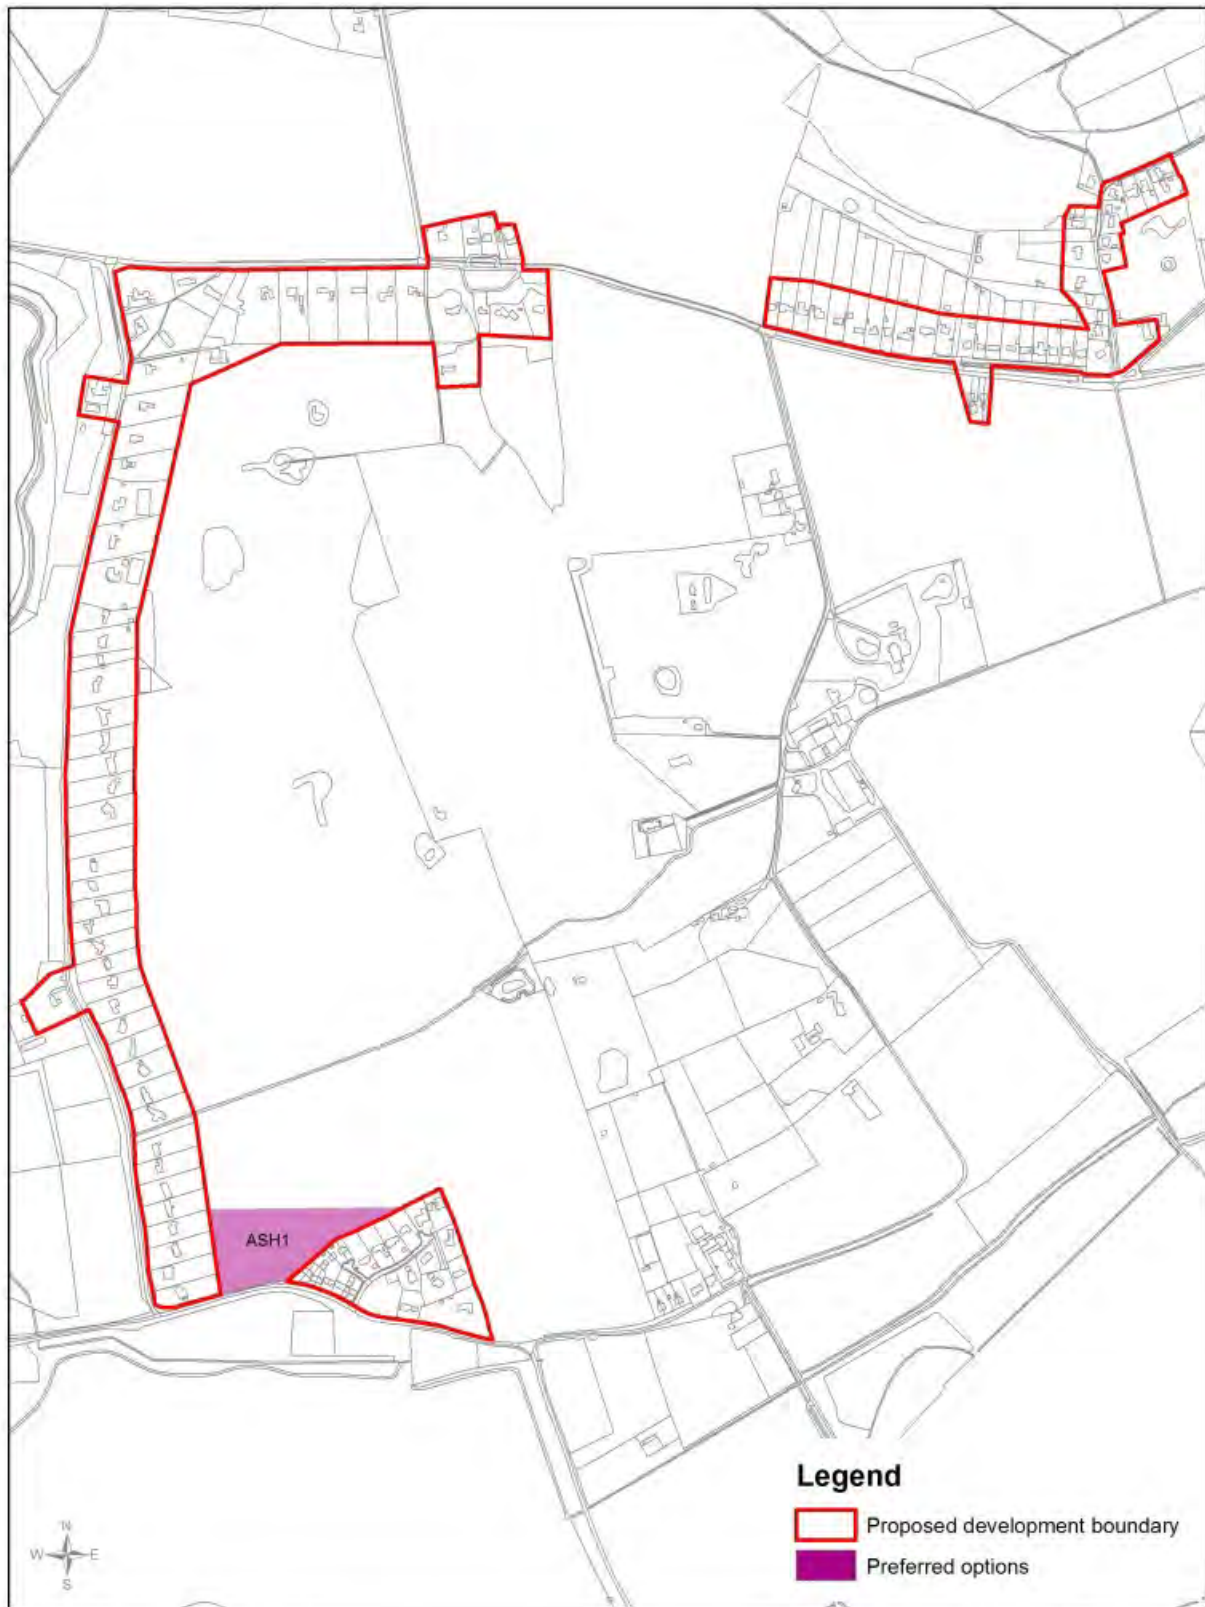 ASH1
Legend
Proposed development boundary
Preferred options
N
W E
S